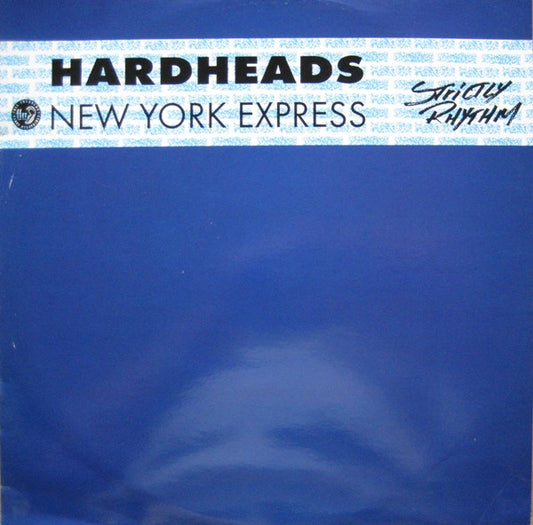 HARDHEADS
NEW YORK EXPRESS
STRICTLY
RHYTHM